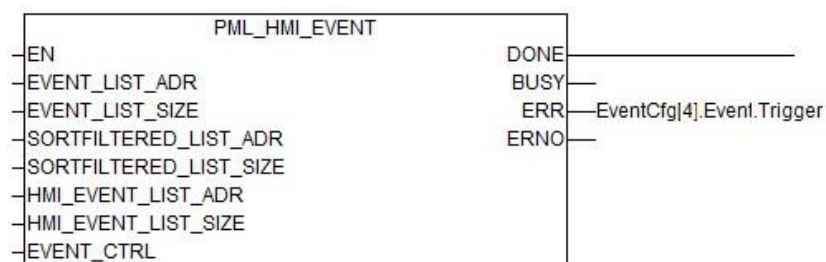 PML_HMI_EVENT
EN DONE
EVENT_LIST_ADR BUSY
EVENT_LIST_SIZE ERR EventCfg[4].Event.Trigger
SORTFILTERED_LIST_ADR ERNO
SORTFILTERED_LIST_SIZE
HMI_EVENT_LIST_ADR
HMI_EVENT_LIST_SIZE
EVENT_CTRL